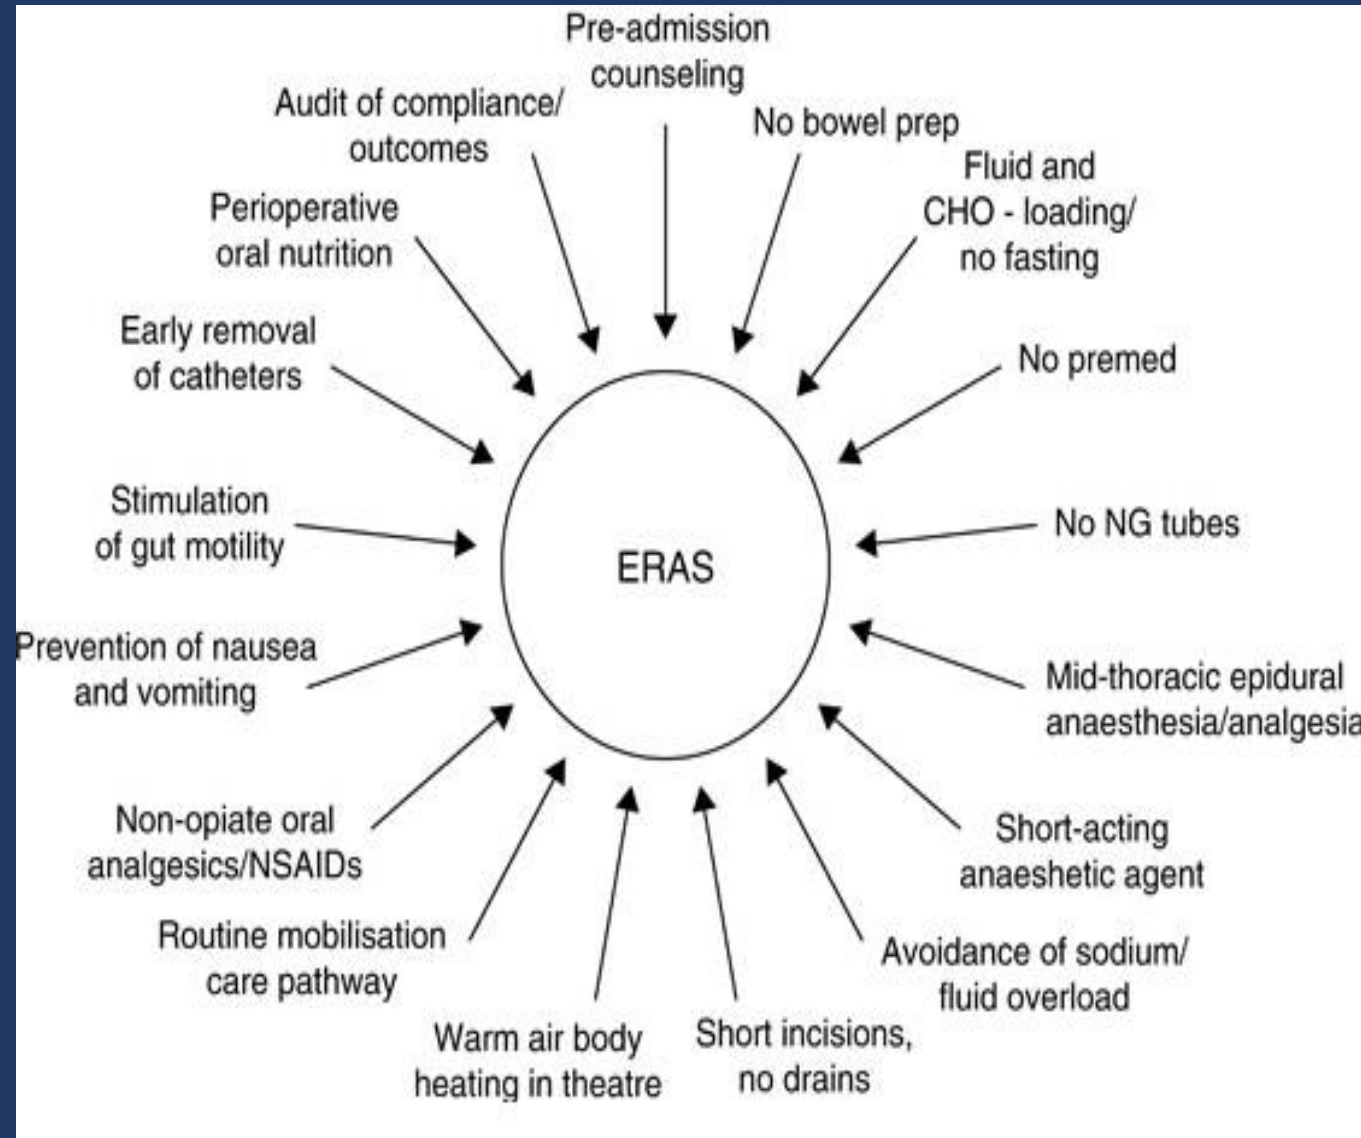 Pre-admission
counseling
No bowel prep
Fluid and
CHO - loading/
no fasting
No premed
No NG tubes
Mid-thoracic epidural
anaesthesia/analgesia
Short-acting
anaeshetic agent
Avoidance of sodium/
fluid overload
Short incisions,
no drains
Warm air body
heating in theatre
Routine mobilisation
care pathway
Non-opiate oral
analgesics/NSAIDs
Prevention of nausea
and vomiting
Stimulation
of gut motility
Early removal
of catheters
Perioperative
oral nutrition
Audit of compliance/
outcomes
ERAS